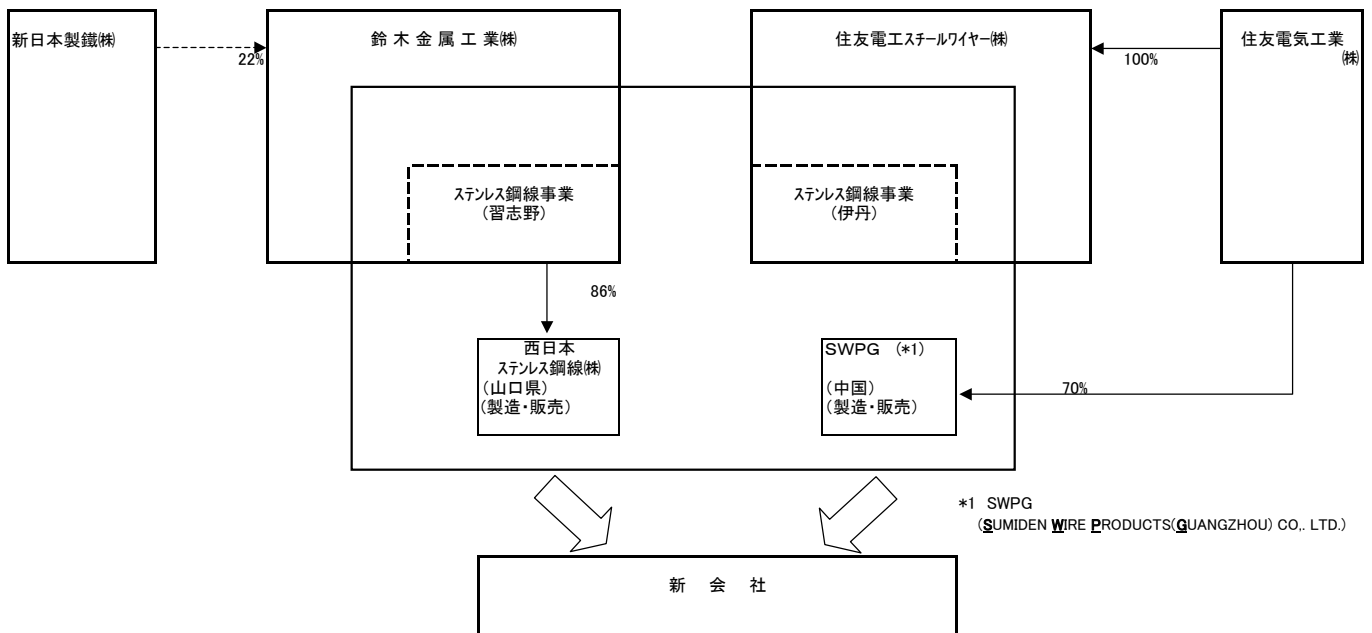 新日本製鐵㈱
鈴 木 金 属 工 業㈱
住友電工スチールワイヤー㈱
住友電気工業
㈱
22%
100%
ステンレス鋼線事業
(習志野)
ステンレス鋼線事業
(伊丹)
86%
西日本
ステンレス鋼線㈱
(山口県)
(製造・販売)
SWPG (*1)
(中国)
(製造・販売)
70%
*1 SWPG
(SUMIDEN WIRE PRODUCTS(GUANGZHOU) CO,. LTD.)
新 会 社